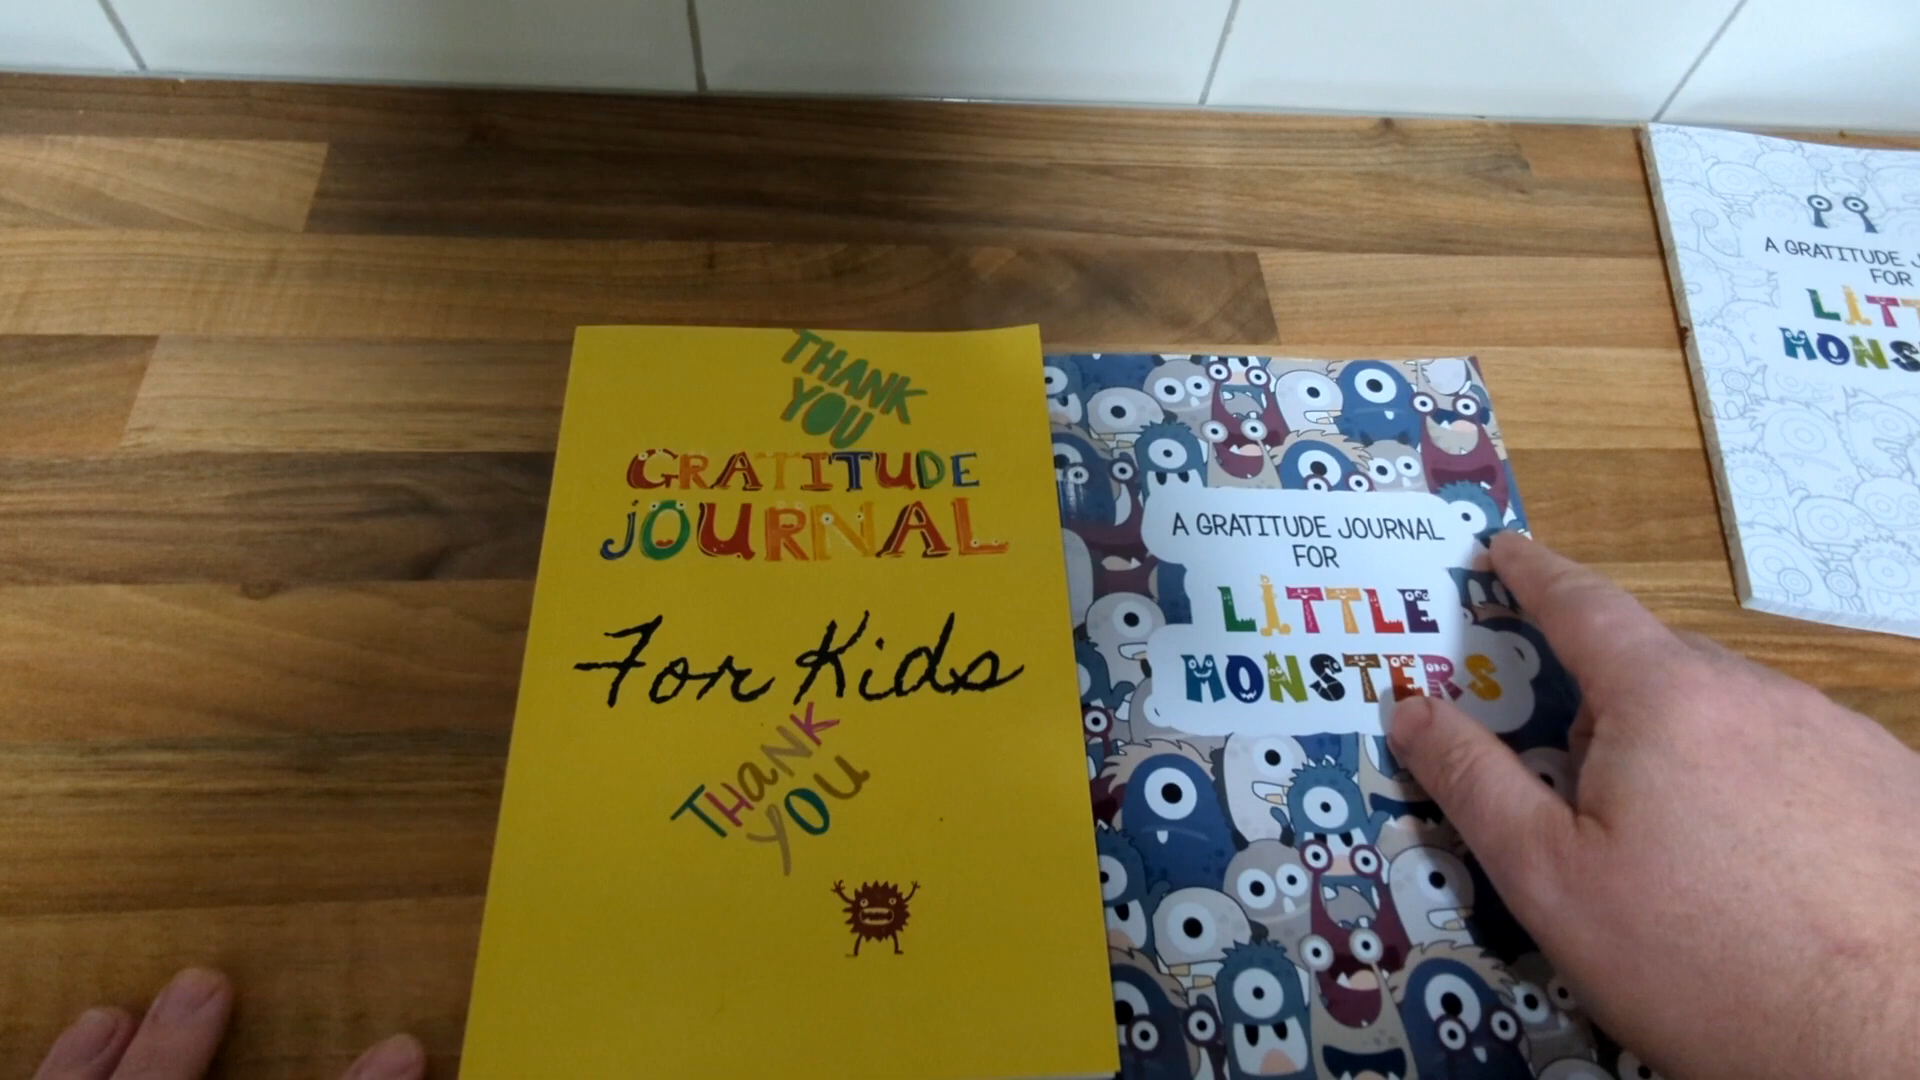 THANK
YOU
GRATITUDE
JOURNAL
For Kids
THANK
YOU
A GRATITUDE JOURNAL
FOR
LITTLE
MONSTERS
A GRATITUDE
FOR